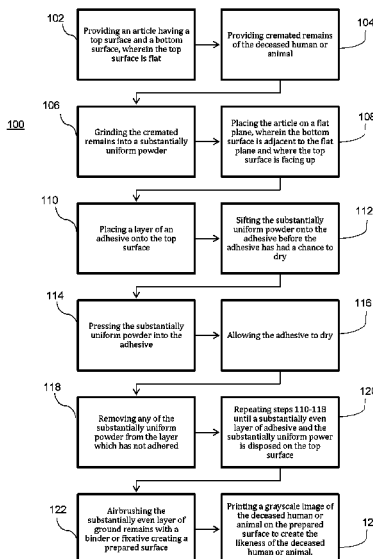 102
Providing an article having a
top surface and a bottom
surface, wherein the top
surface is flat
104
Providing cremated remains
of the deceased human or
animal
100
106
Grinding the cremated
remains into a substantially
uniform powder
108
Placing the article on a flat
plane, wherein the bottom
surface is adjacent to the flat
plane and where the top
surface is facing up
110
Placing a layer of an
adhesive onto the top
surface
112
Sifting the substantially
uniform powder onto the
adhesive before the
adhesive has had a chance to
dry
114
Pressing the substantially
uniform powder into the
adhesive
116
Allowing the adhesive to dry
118
Removing any of the
substantially uniform
powder from the layer
which has not adhered
Repeating steps 110-118
until a substantially even
layer of adhesive and the
substantially uniform power
is disposed on the top
surface
122
Airbrushing the
substantially even layer of
ground remains with a
binder or fixative creating a
prepared surface
Printing a grayscale image of
the deceased human or
animal on the prepared
surface to create the
likeness of the deceased
human or animal.